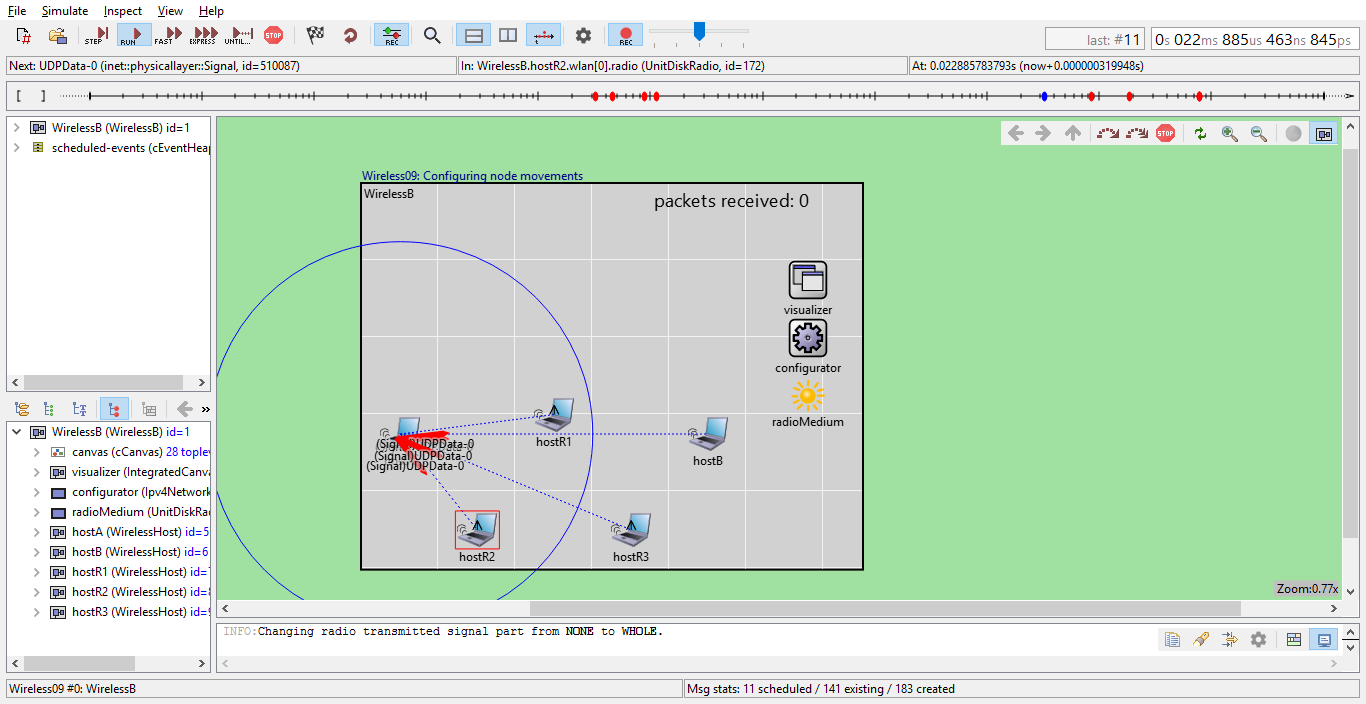 File Simulate Inspect View Help
STEP RUN FAST EXPRESS UNTIL... STOP REC REC
last: #11 0s 022ms 885us 463ns 845ps
Next: UDPData-0 (inet::physicallayer::Signal, id=510087) In: WirelessB.hostR2.wlan[0].radio (UnitDiskRadio, id=172) At: 0.022885783793s (now+0.000000319948s)
[ ]
WirelessB (WirelessB) id=1
scheduled-events (cEventHeap
STOP
Wireless09: Configuring node movements
WirelessB
packets received: 0
visualizer
configurator
radioMedium
hostR1
hostB
(Signal)UDPData-0
(Signal)UDPData-0
(Signal)UDPData-0
hostR2
hostR3
Zoom:0.77x
»
WirelessB (WirelessB) id=1
canvas (cCanvas) 28 toplev
visualizer (IntegratedCanva
configurator (Ipv4Network
radioMedium (UnitDiskRad
hostA (WirelessHost) id=5
hostB (WirelessHost) id=6
hostR1 (WirelessHost) id=
hostR2 (WirelessHost) id=
hostR3 (WirelessHost) id=
INFO:Changing radio transmitted signal part from NONE to WHOLE.
Wireless09 #0: WirelessB
Msg stats: 11 scheduled / 141 existing / 183 created